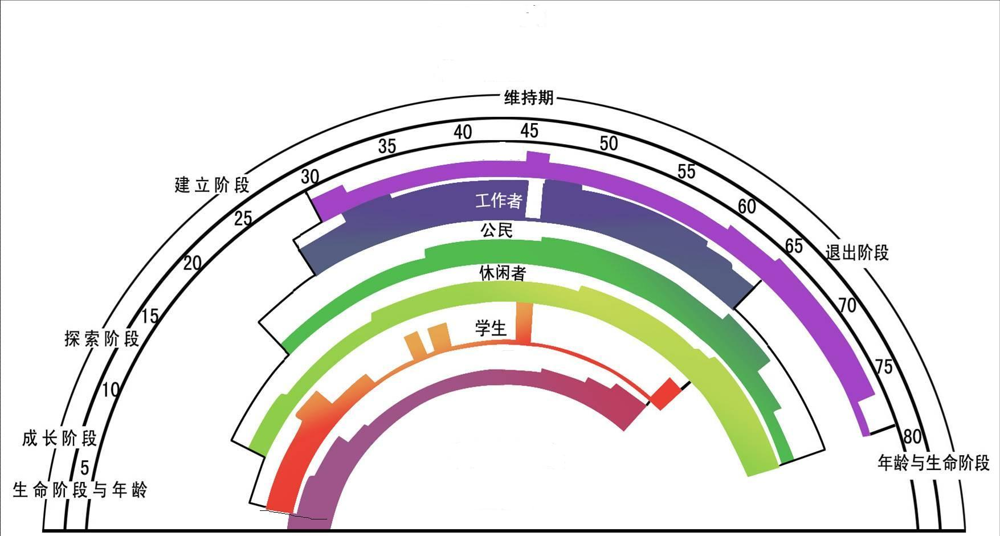 维持期
40
45
35
50
30
55
建立阶段
60
25
65
退出阶段
20
70
15
探索阶段
75
10
成长阶段
80
5
年龄与生命阶段
生命阶段与年龄
工作者
公民
休闲者
学生